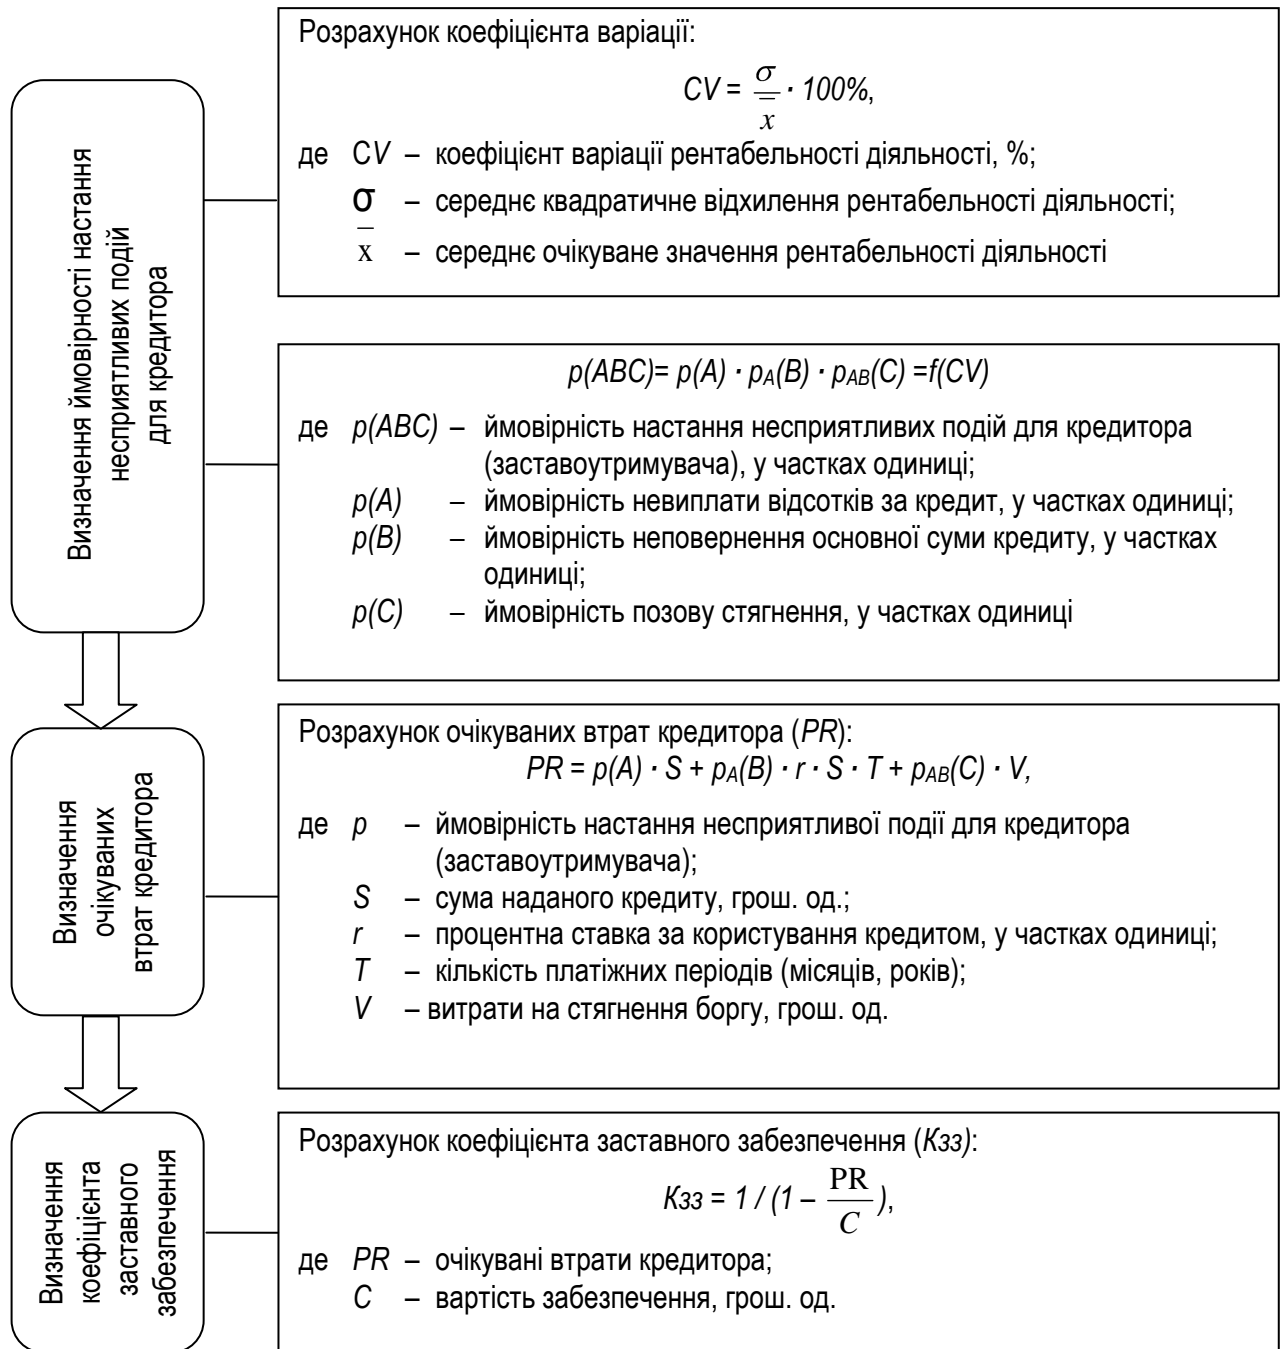 Визначення ймовірності настання
несприятливих подій
для кредитора
Розрахунок коефіцієнта варіації:
CV = σ / x̿ · 100%,
де CV – коефіцієнт варіації рентабельності діяльності, %;
σ – середнє квадратичне відхилення рентабельності діяльності;
x̄ – середнє очікуване значення рентабельності діяльності
p(ABC)= p(A) · pA(B) · pAB(C) =f(CV)
де p(ABC) – ймовірність настання несприятливих подій для кредитора
(заставоутримувача), у частках одиниці;
p(A) – ймовірність невиплати відсотків за кредит, у частках одиниці;
p(B) – ймовірність неповернення основної суми кредиту, у частках
одиниці;
p(C) – ймовірність позову стягнення, у частках одиниці
Визначення
очікуваних
втрат кредитора
Розрахунок очікуваних втрат кредитора (PR):
PR = p(A) · S + pA(B) · r · S · T + pAB(C) · V,
де p – ймовірність настання несприятливої події для кредитора
(заставоутримувача);
S – сума наданого кредиту, грош. од.;
r – процентна ставка за користування кредитом, у частках одиниці;
T – кількість платіжних періодів (місяців, років);
V – витрати на стягнення боргу, грош. од.
Визначення
коефіцієнта
заставного
забезпечення
Розрахунок коефіцієнта заставного забезпечення (Кзз):
Кзз = 1 / (1 – PR / C),
де PR – очікувані втрати кредитора;
C – вартість забезпечення, грош. од.